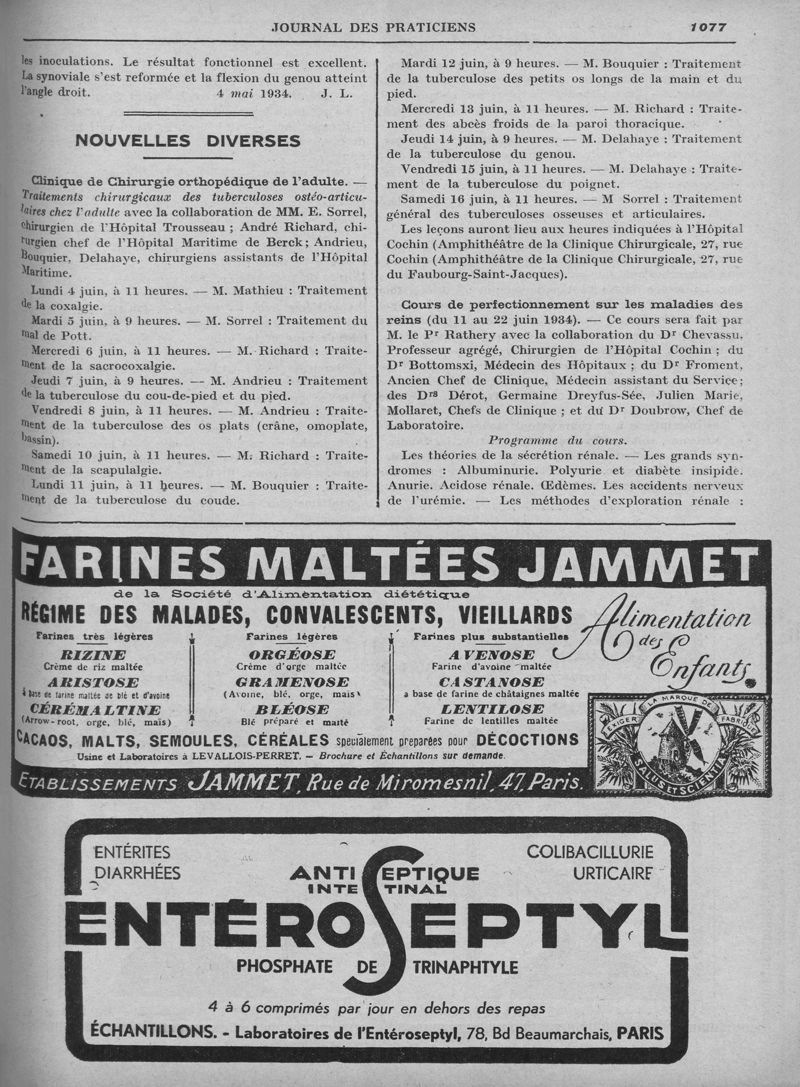 JOURNAL DES PRATICIENS 1077
les inoculations. Le résultat fonctionnel est excellent.
La synoviale s'est reformée et la flexion du genou atteint
l'angle droit. 4 mai 1934. J. L.
NOUVELLES DIVERSES
Clinique de Chirurgie orthopédique de l'adulte. —
Traitements chirurgicaux des tuberculoses ostéo-articu-
laires chez l'adulte avec la collaboration de MM. E. Sorrel,
chirurgien de l'Hôpital Trousseau ; André Richard, chi-
rurgien chef de l'Hôpital Maritime de Berck ; Andrieu,
Bouquier, Delahaye, chirurgiens assistants de l'Hôpital
Maritime.
Lundi 4 juin, à 11 heures. — M. Mathieu : Traitement
de la coxalgie.
Mardi 5 juin, à 9 heures. — M. Sorrel : Traitement du
mal de Pott.
Mercredi 6 juin, à 11 heures. — M. Richard : Traite-
ment de la sacrocoxalgie.
Jeudi 7 juin, à 9 heures. — M. Andrieu : Traitement
de la tuberculose du cou-de-pied et du pied.
Vendredi 8 juin, à 11 heures. — M. Andrieu : Traite-
ment de la tuberculose des os plats (crâne, omoplate,
bassin).
Samedi 10 juin, à 11 heures. — M. Richard : Traite-
ment de la scapulalgie.
Lundi 11 juin, à 11 heures. — M. Bouquier : Traite-
ment de la tuberculose du coude.
Mardi 12 juin, à 9 heures. — M. Bouquier : Traitement
de la tuberculose des petits os longs de la main et du
pied.
Mercredi 13 juin, à 11 heures. — M. Richard : Traite-
ment des abcès froids de la paroi thoracique.
Jeudi 14 juin, à 9 heures. — M. Delahaye : Traitement
de la tuberculose du genou.
Vendredi 15 juin, à 11 heures. — M. Delahaye : Traite-
ment de la tuberculose du poignet.
Samedi 16 juin, à 11 heures. — M Sorrel : Traitement
général des tuberculoses osseuses et articulaires.
Les leçons auront lieu aux heures indiquées à l'Hôpital
Cochin (Amphithéâtre de la Clinique Chirurgicale, 27, rue
Cochin (Amphithéâtre de la Clinique Chirurgicale, 27, rue
du Faubourg-Saint-Jacques).
Cours de perfectionnement sur les maladies des
reins (du 11 au 22 juin 1934). — Ce cours sera fait par
M. le Pr Rathery avec la collaboration du Dr Chevassu,
Professeur agrégé, Chirurgien de l'Hôpital Cochin ; du
Dr Bottomsxi, Médecin des Hôpitaux ; du Dr Froment,
Ancien Chef de Clinique, Médecin assistant du Service ;
des Drs Dérot, Germaine Dreyfus-Sée, Julien Marie,
Mollaret, Chefs de Clinique ; et du Dr Doubrow, Chef de
Laboratoire.
Programme du cours.
Les théories de la sécrétion rénale. — Les grands syn-
dromes : Albuminurie. Polyurie et diabète insipide.
Anurie. Acidose rénale. Œdèmes. Les accidents nerveux
de l'urémie. — Les méthodes d'exploration rénale :
FARINES MALTÉES JAMMET
de la Société d'Alimentation diététique
RÉGIME DES MALADES, CONVALESCENTS, VIEILLARDS
Alimentation
des
Enfants
Farines très légères
RIZINE
Crème de riz maltée
ARISTOSE
à base de farine maltée de blé et d'avoine
CÉRÉMALTINE
(Arrow-root, orge, blé, maïs)
Farines légères
ORGÉOSE
Crème d'orge maltée
GRAMENOSE
(Avoine, blé, orge, maïs)
BLÉOSE
Blé préparé et malté
Farines plus substantielles
AVENOSE
Farine d'avoine maltée
CASTANOSE
à base de farine de châtaignes maltée
LENTILOSE
Farine de lentilles maltée
CACAOS, MALTS, SEMOULES, CÉRÉALES spécialement préparées pour DÉCOCTIONS
Usine et Laboratoires à LEVALLOIS-PERRET. — Brochure et Échantillons sur demande.
ÉTABLISSEMENTS JAMMET, Rue de Miromesnil, 47, Paris.
EXIGER LA MARQUE DE FABRIQUE
SALUS ET SCIENTIA
ENTÉRITES
DIARRHÉES
COLIBACILLURIE
URTICAIRE
ANTISEPTIQUE
INTESTINAL
ENTÉROSEPTYL
PHOSPHATE DE TRINAPHTYLE
4 à 6 comprimés par jour en dehors des repas
ÉCHANTILLONS. - Laboratoires de l'Entéroseptyl, 78, Bd Beaumarchais, PARIS